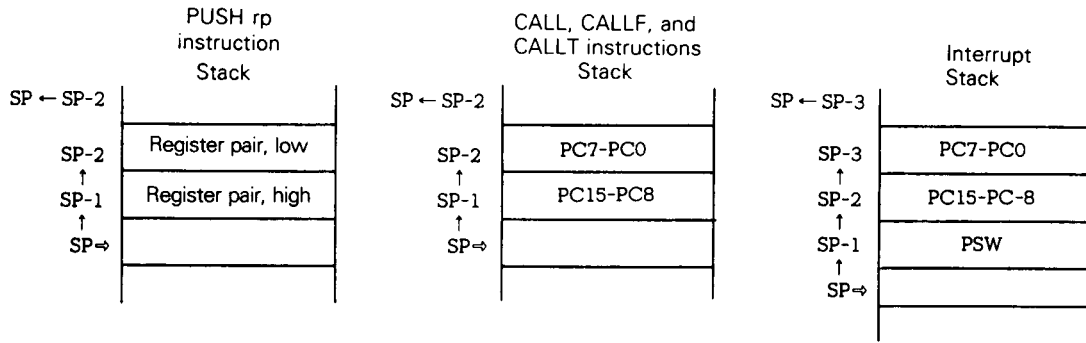 PUSH rp
instruction
Stack
SP ← SP-2
Register pair, low
SP-2
↑
Register pair, high
SP-1
↑
SP⇨
CALL, CALLF, and
CALLT instructions
Stack
SP ← SP-2
PC7-PC0
SP-2
↑
PC15-PC8
SP-1
↑
SP⇨
Interrupt
Stack
SP ← SP-3
PC7-PC0
SP-3
↑
PC15-PC-8
SP-2
↑
PSW
SP-1
↑
SP⇨